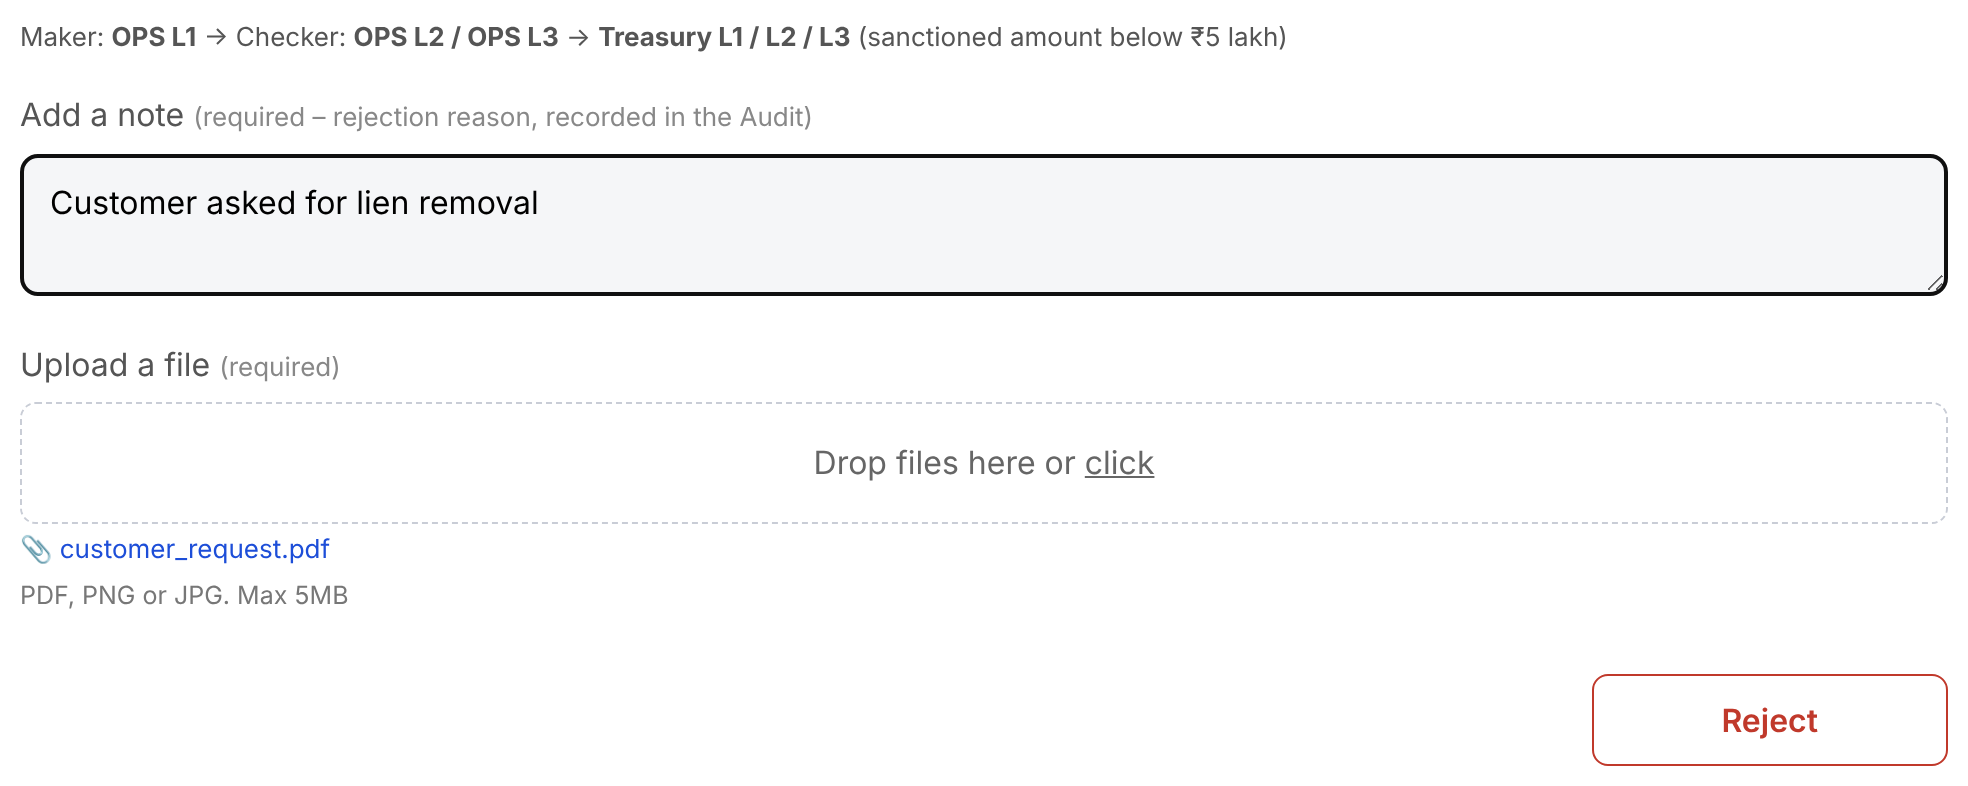 Maker: OPS L1 → Checker: OPS L2 / OPS L3 → Treasury L1 / L2 / L3 (sanctioned amount below ₹5 lakh)
Add a note (required – rejection reason, recorded in the Audit)
Customer asked for lien removal
Upload a file (required)
Drop files here or click
📎 customer_request.pdf
PDF, PNG or JPG. Max 5MB
Reject